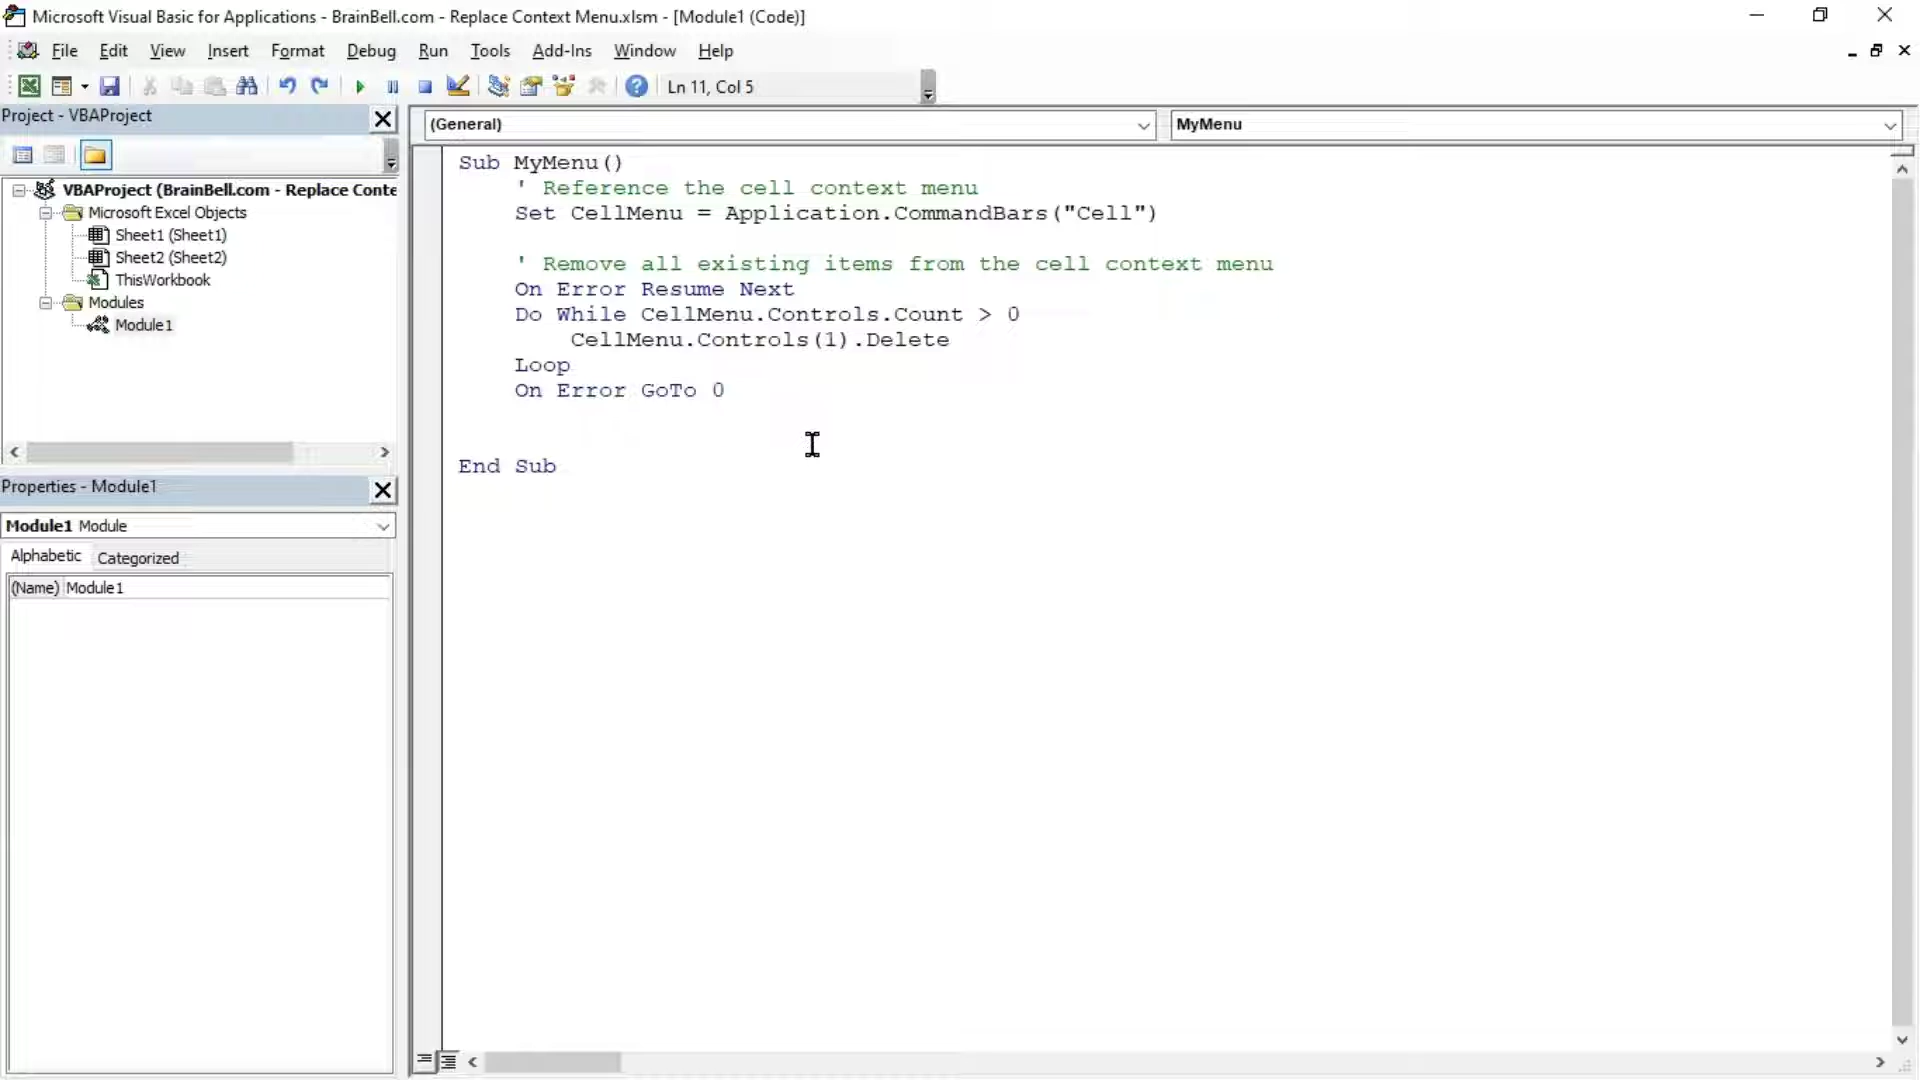 Microsoft Visual Basic for Applications - BrainBell.com - Replace Context Menu.xlsm - [Module1 (Code)]
File Edit View Insert Format Debug Run Tools Add-Ins Window Help
Ln 11, Col 5
Project - VBAProject
VBAProject (BrainBell.com - Replace Conte
Microsoft Excel Objects
Sheet1 (Sheet1)
Sheet2 (Sheet2)
ThisWorkbook
Modules
Module1
Properties - Module1
Module1 Module
Alphabetic Categorized
(Name) Module1
(General) MyMenu
Sub MyMenu()
' Reference the cell context menu
Set CellMenu = Application.CommandBars("Cell")
' Remove all existing items from the cell context menu
On Error Resume Next
Do While CellMenu.Controls.Count > 0
CellMenu.Controls(1).Delete
Loop
On Error GoTo 0
End Sub